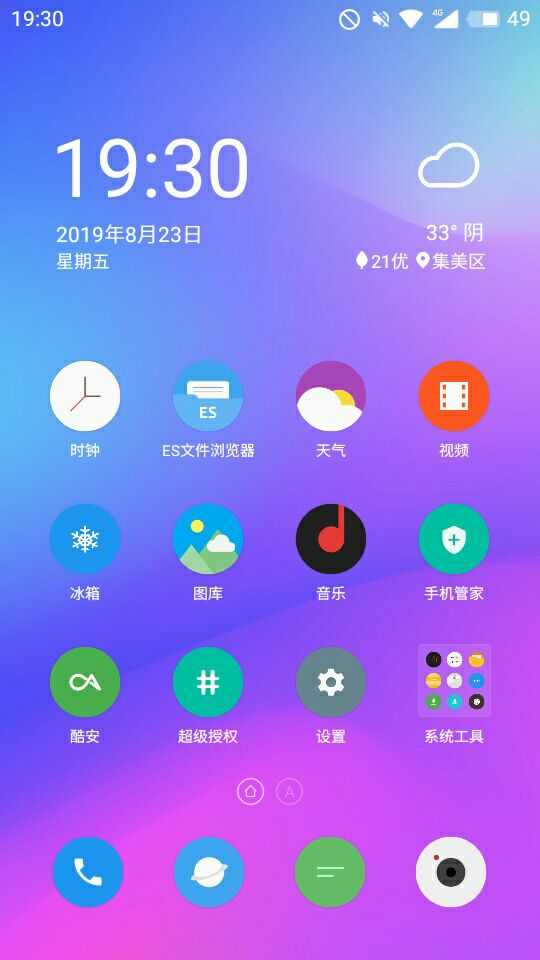 19:30
4G
49
19:30
2019年8月23日
星期五
33° 阴
21优 集美区
ES
时钟
ES文件浏览器
天气
视频
冰箱
图库
音乐
手机管家
#
酷安
超级授权
设置
系统工具
A